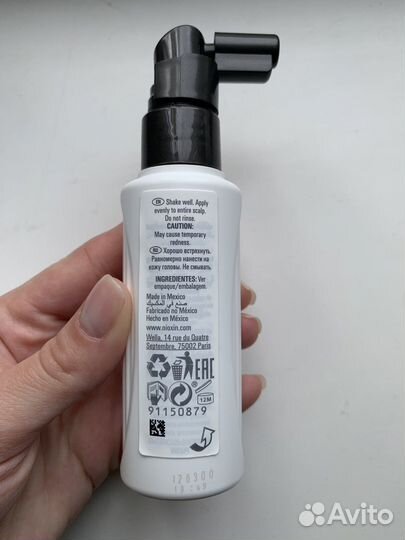 EN Shake well. Apply
evenly to entire scalp.
Do not rinse.
CAUTION:
May cause temporary
redness.
RU Хорошо встряхнуть.
Равномерно нанести на
кожу головы. Не смывать.
INGREDIENTES: Ver
empaque/embalagem.
Made in Mexico
صنع في المكسيك
Fabricado no México
Hecho en México
www.nioxin.com
Wella, 14 rue du Quatre
Septembre, 75002 Paris
EAC
12M
91150879
Avito